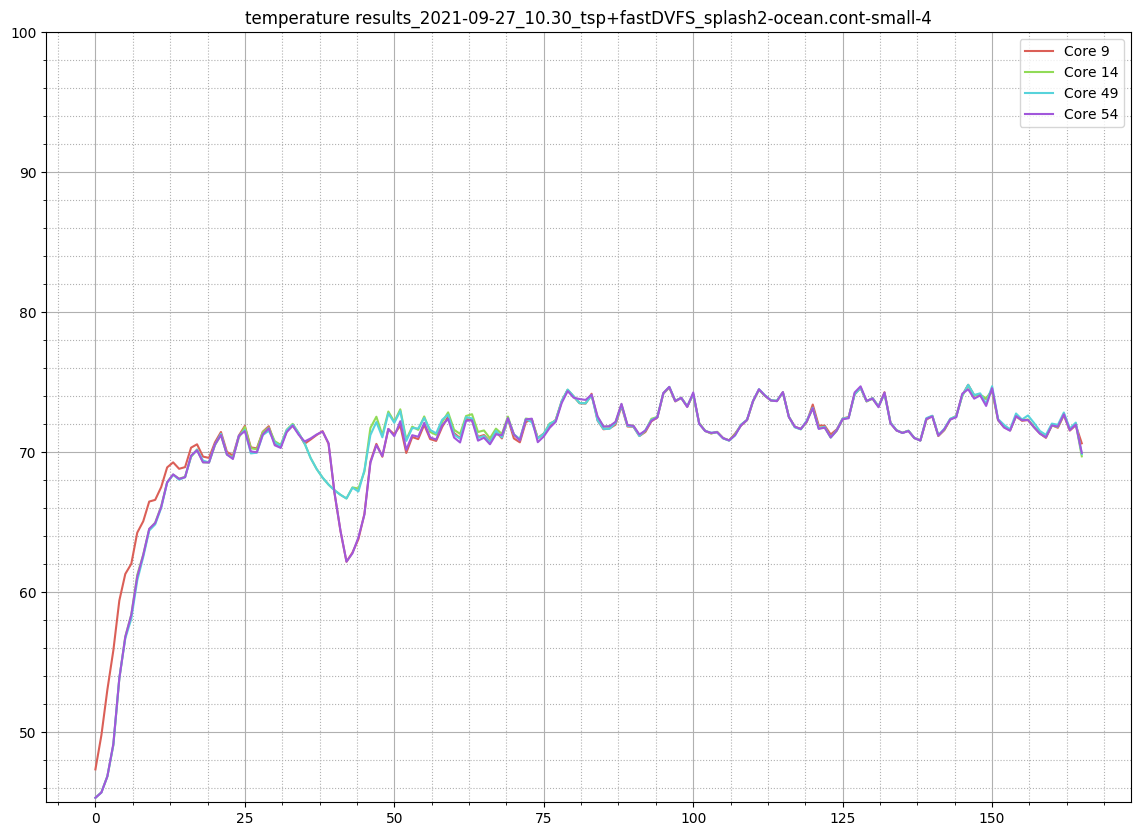 temperature results_2021-09-27_10.30_tsp+fastDVFS_splash2-ocean.cont-small-4
100
90
80
70
60
50
Core 9
Core 14
Core 49
Core 54
0 25 50 75 100 125 150